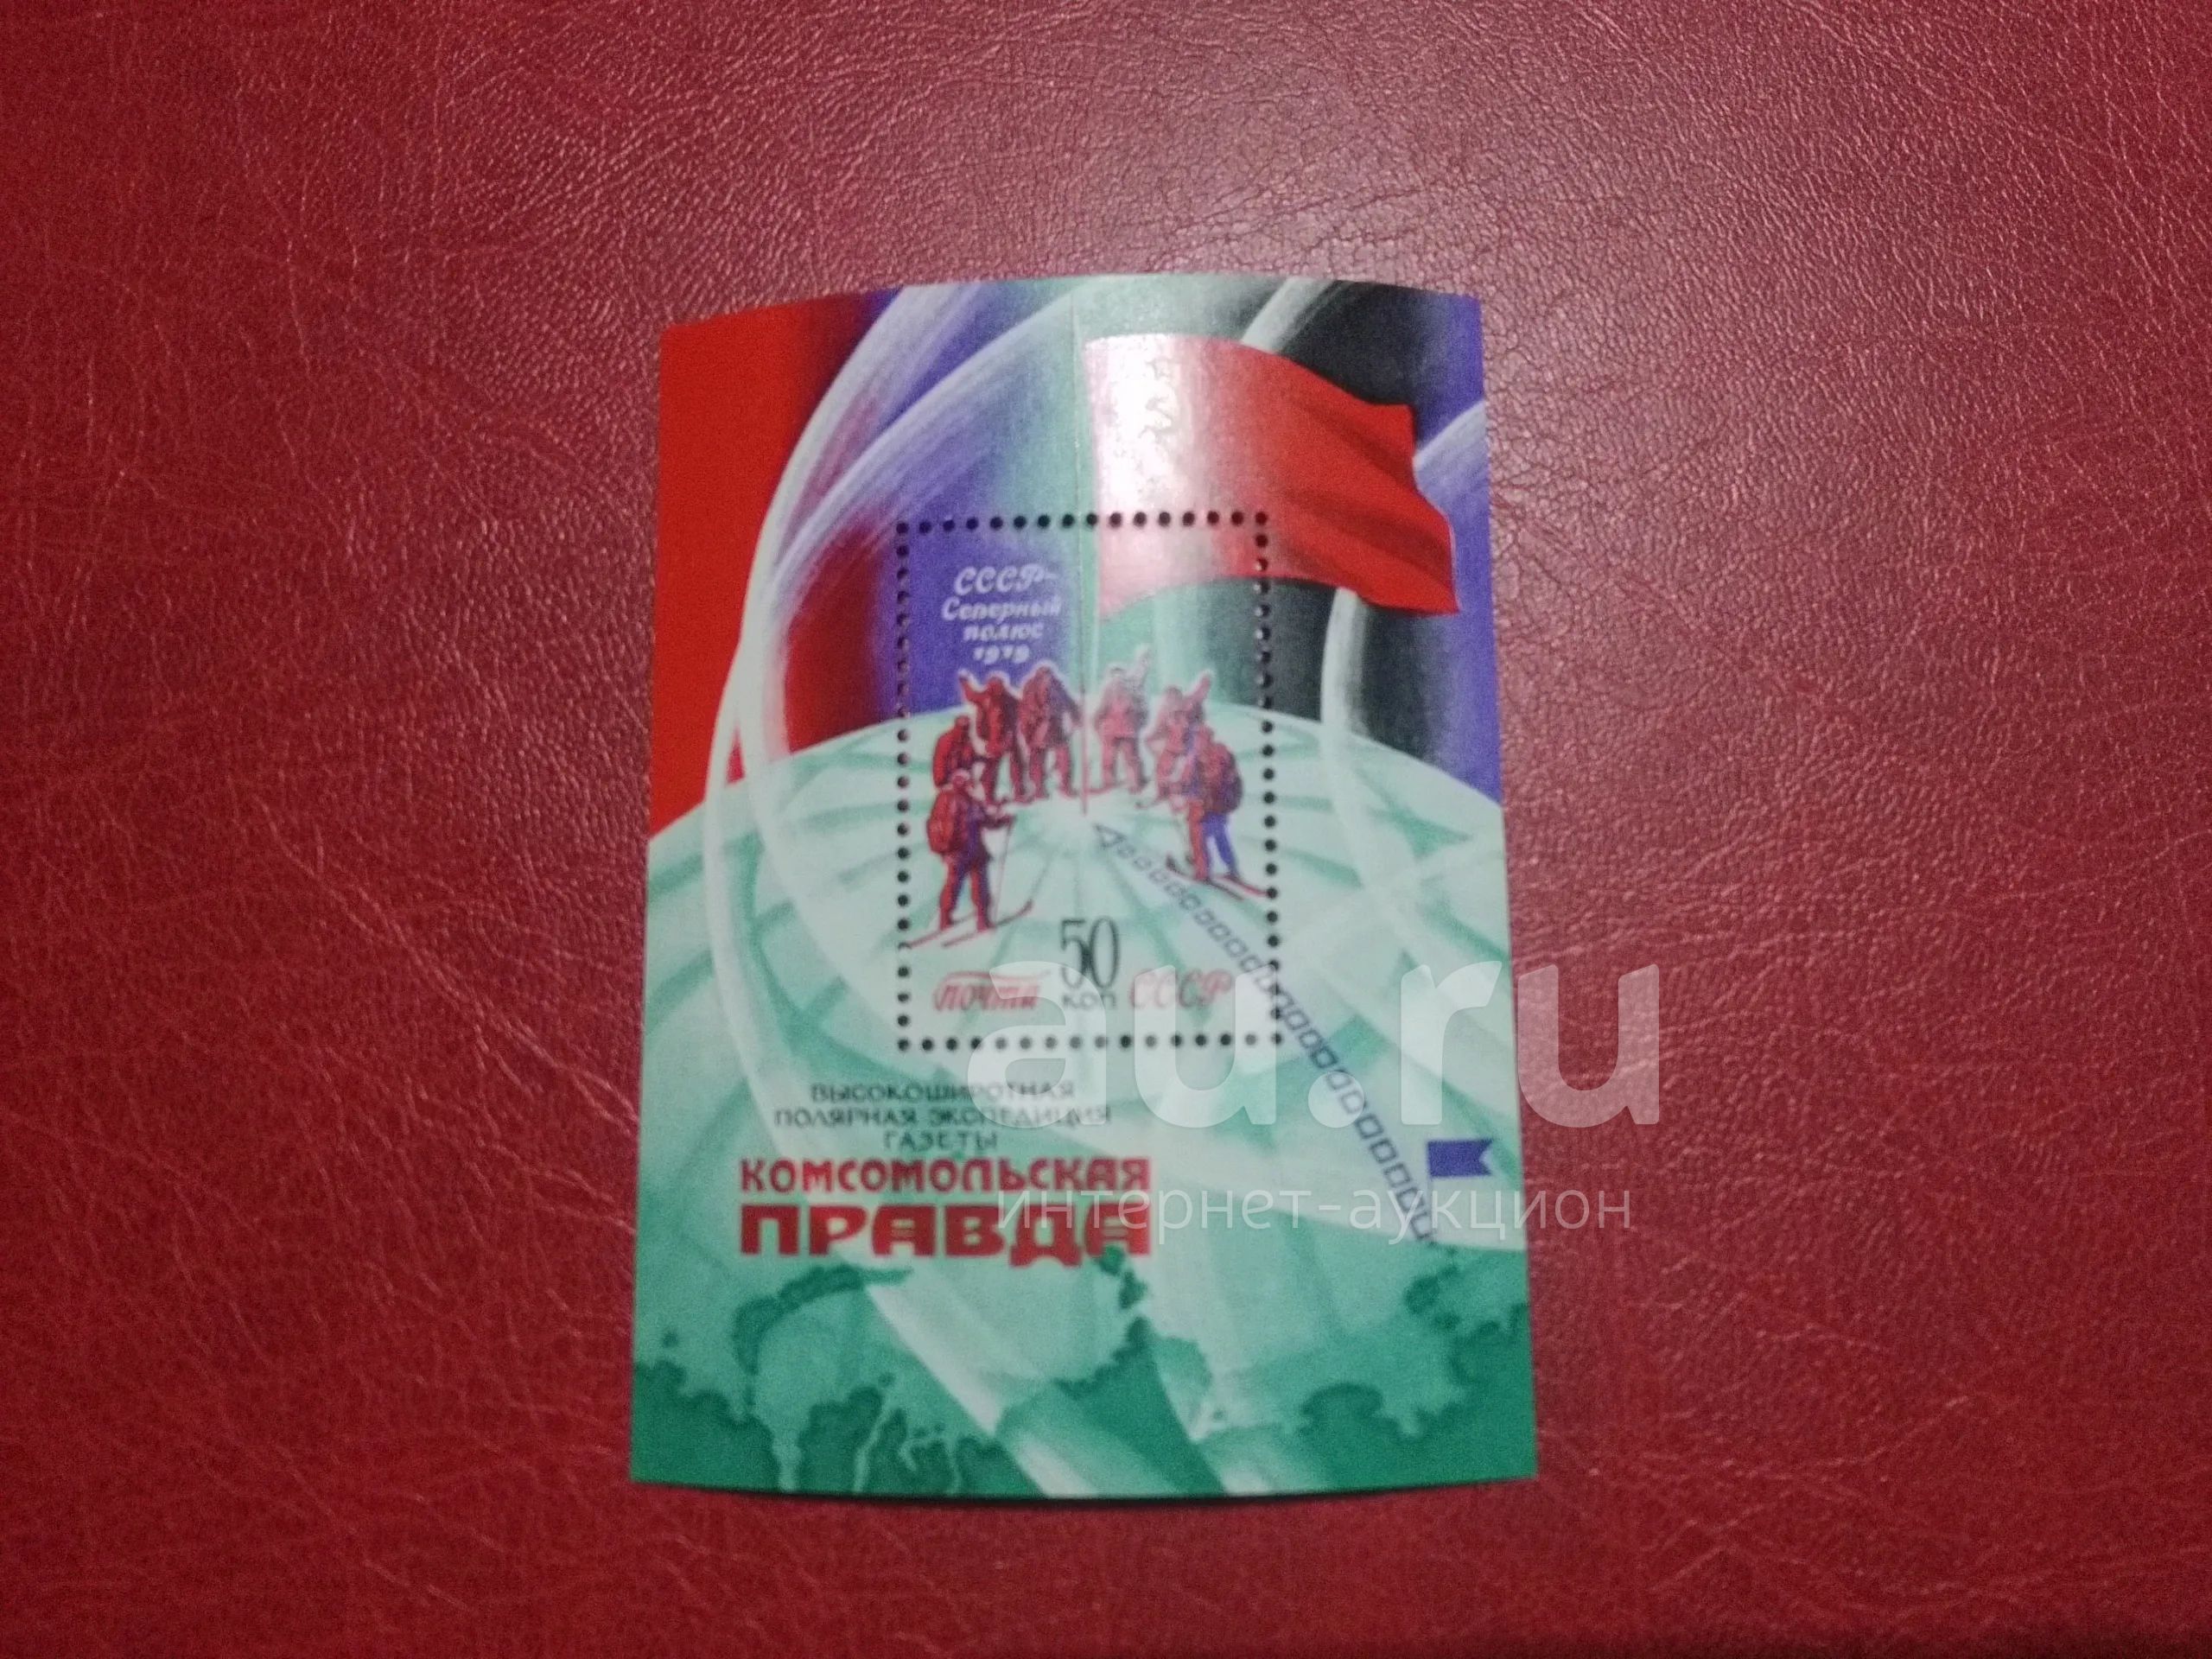 СССР-
Северный
полюс
1979
50
почта коп СССР
ВЫСОКОШИРОТНАЯ
ПОЛЯРНАЯ ЭКСПЕДИЦИЯ
ГАЗЕТЫ
КОМСОМОЛЬСКАЯ
ПРАВДА
au.ru
интернет-аукцион